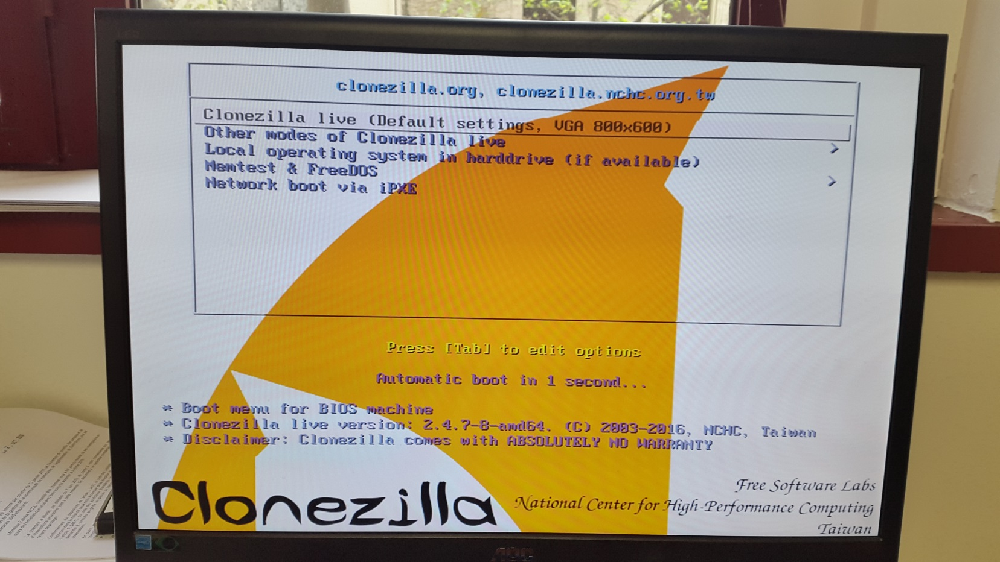 clonezilla.org, clonezilla.nchc.org.tw
Clonezilla live (Default settings, VGA 800x600)
Other modes of Clonezilla live >
Local operating system in harddrive (if available)
Memtest & FreeDOS >
Network boot via iPXE
Press [Tab] to edit options
Automatic boot in 1 second...
* Boot menu for BIOS machine
* Clonezilla live version: 2.4.7-8-amd64. (C) 2003-2016, NCHC, Taiwan
* Disclaimer: Clonezilla comes with ABSOLUTELY NO WARRANTY
Clonezilla
Free Software Labs
National Center for High-Performance Computing
Taiwan
AOC